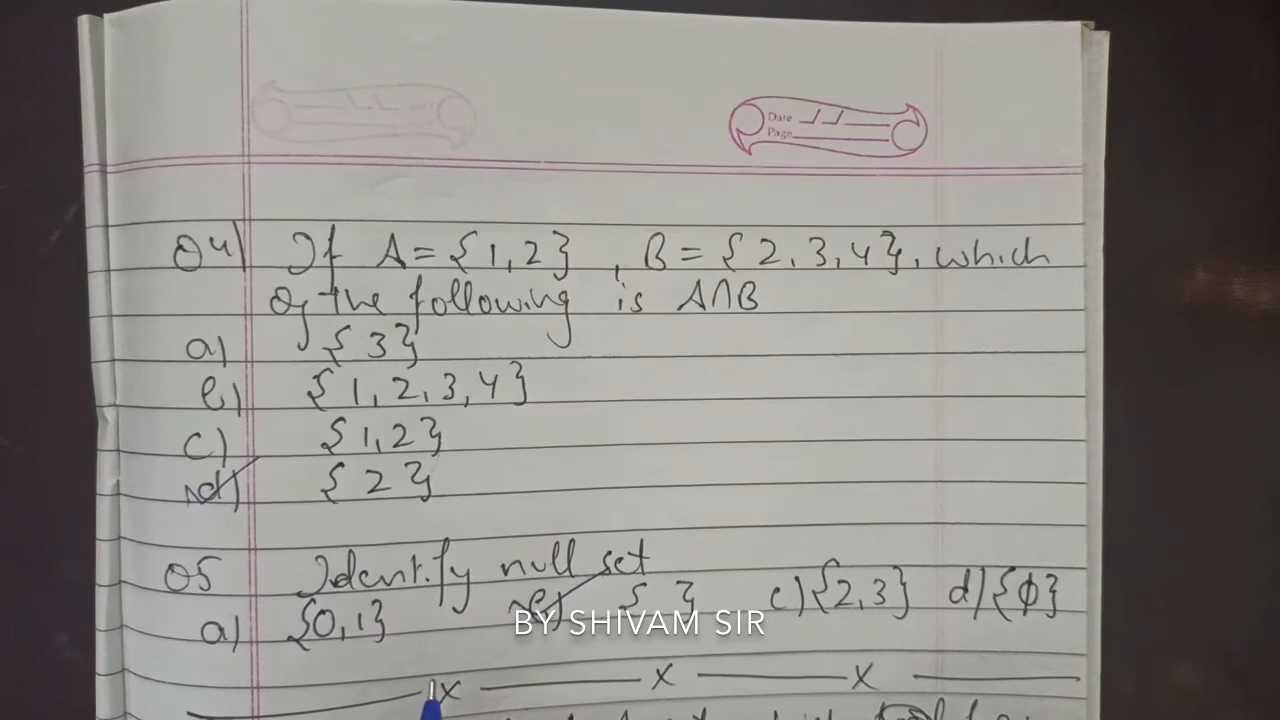 Date
Page
Q4) If A = {1,2} , B = {2,3,4}, which
of the following is A∩B
a) {3}
b) {1,2,3,4}
c) {1,2}
d) {2}
Q5 Identify null set
a) {0,1} b) { } c) {2,3} d) {ϕ}
BY SHIVAM SIR
x x x